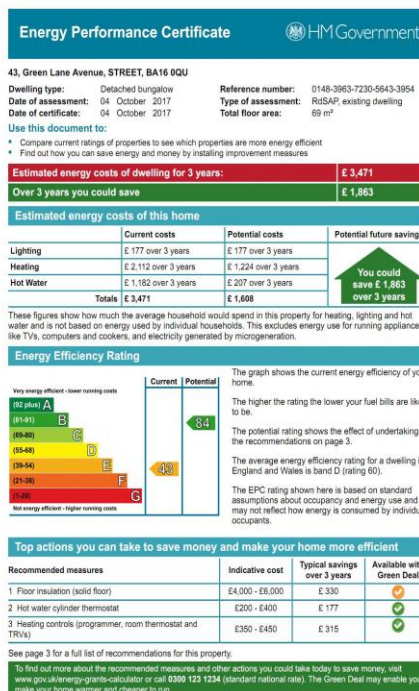 Energy Performance Certificate
HM Government
43, Green Lane Avenue, STREET, BA16 0QU
Dwelling type: Detached bungalow Reference number: 0148-3963-7230-5643-3954
Date of assessment: 04 October 2017 Type of assessment: RdSAP, existing dwelling
Date of certificate: 04 October 2017 Total floor area: 69 m²
Use this document to:
• Compare current ratings of properties to see which properties are more energy efficient
• Find out how you can save energy and money by installing improvement measures
Estimated energy costs of dwelling for 3 years: £ 3,471
Over 3 years you could save £ 1,863
Estimated energy costs of this home
Current costs Potential costs Potential future saving
Lighting £ 177 over 3 years £ 177 over 3 years
Heating £ 2,112 over 3 years £ 1,224 over 3 years
Hot Water £ 1,182 over 3 years £ 207 over 3 years
Totals £ 3,471 £ 1,608
You could
save £ 1,863
over 3 years
These figures show how much the average household would spend in this property for heating, lighting and hot
water and is not based on energy used by individual households. This excludes energy use for running appliance
like TVs, computers and cookers, and electricity generated by microgeneration.
Energy Efficiency Rating
Current Potential
Very energy efficient - lower running costs
(92 plus) A
(81-91) B
(69-80) C
(55-68) D
(39-54) E
(21-38) F
(1-20) G
Not energy efficient - higher running costs
43
84
The graph shows the current energy efficiency of yo
home.
The higher the rating the lower your fuel bills are like
to be.
The potential rating shows the effect of undertaking
the recommendations on page 3.
The average energy efficiency rating for a dwelling i
England and Wales is band D (rating 60).
The EPC rating shown here is based on standard
assumptions about occupancy and energy use and
may not reflect how energy is consumed by individu
occupants.
Top actions you can take to save money and make your home more efficient
Recommended measures Indicative cost Typical savings over 3 years Available wit Green Deal
1 Floor insulation (solid floor) £4,000 - £6,000 £ 330
2 Hot water cylinder thermostat £200 - £400 £ 177
3 Heating controls (programmer, room thermostat and
TRVs) £350 - £450 £ 315
See page 3 for a full list of recommendations for this property.
To find out more about the recommended measures and other actions you could take today to save money, visit
www.gov.uk/energy-grants-calculator or call 0300 123 1234 (standard national rate). The Green Deal may enable you
make your home warmer and cheaper to run.